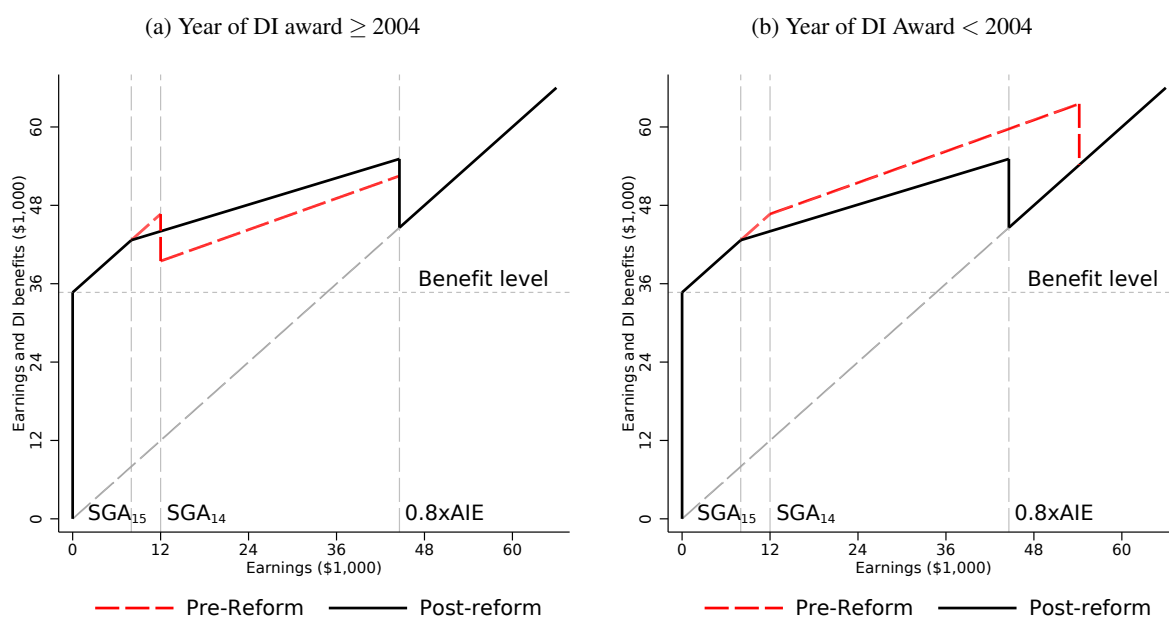 (a) Year of DI award ≥ 2004
Earnings and DI benefits ($1,000)
60
48
36
24
12
0
Benefit level
SGA₁₅
SGA₁₄
0.8xAIE
0 12 24 36 48 60
Earnings ($1,000)
Pre-Reform Post-reform
(b) Year of DI Award < 2004
Earnings and DI benefits ($1,000)
60
48
36
24
12
0
Benefit level
SGA₁₅
SGA₁₄
0.8xAIE
0 12 24 36 48 60
Earnings ($1,000)
Pre-Reform Post-reform